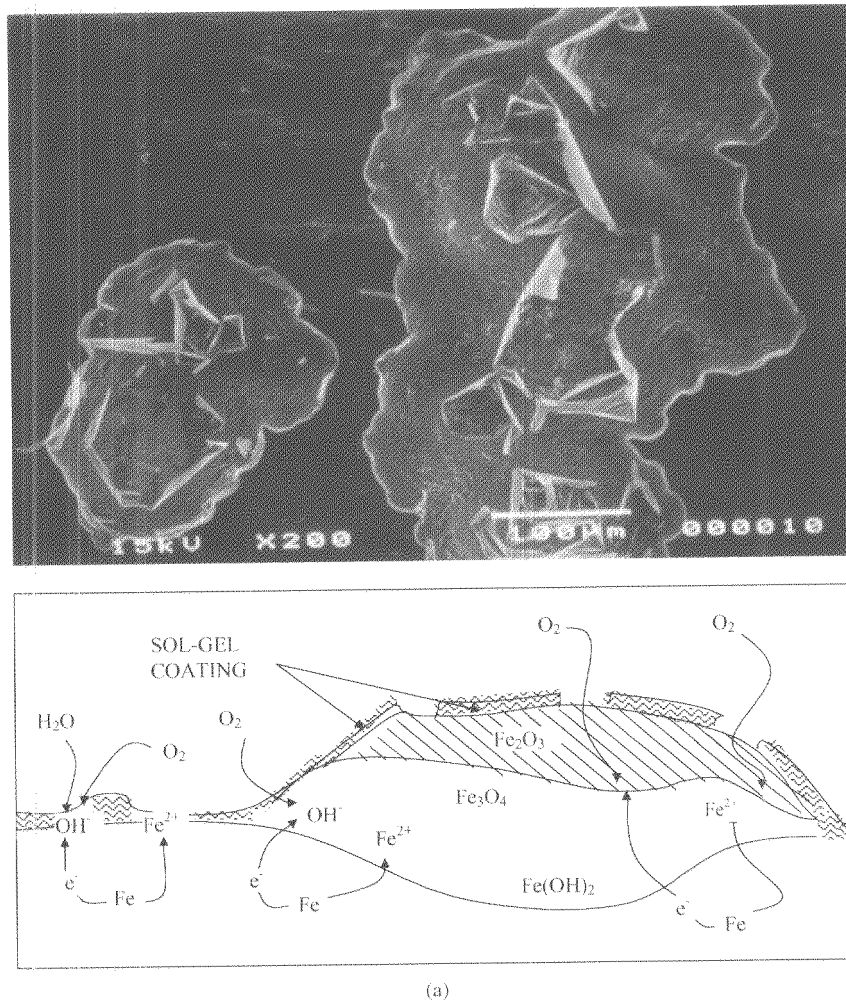 15kU X200 100µm 000010
O₂
O₂
SOL-GEL
COATING
H₂O
O₂
O₂
Fe₂O₃
Fe₃O₄
OH⁻
Fe²⁺
OH⁻
Fe²⁺
Fe²⁺
Fe(OH)₂
e⁻
Fe
e⁻
Fe
e⁻
Fe
(a)